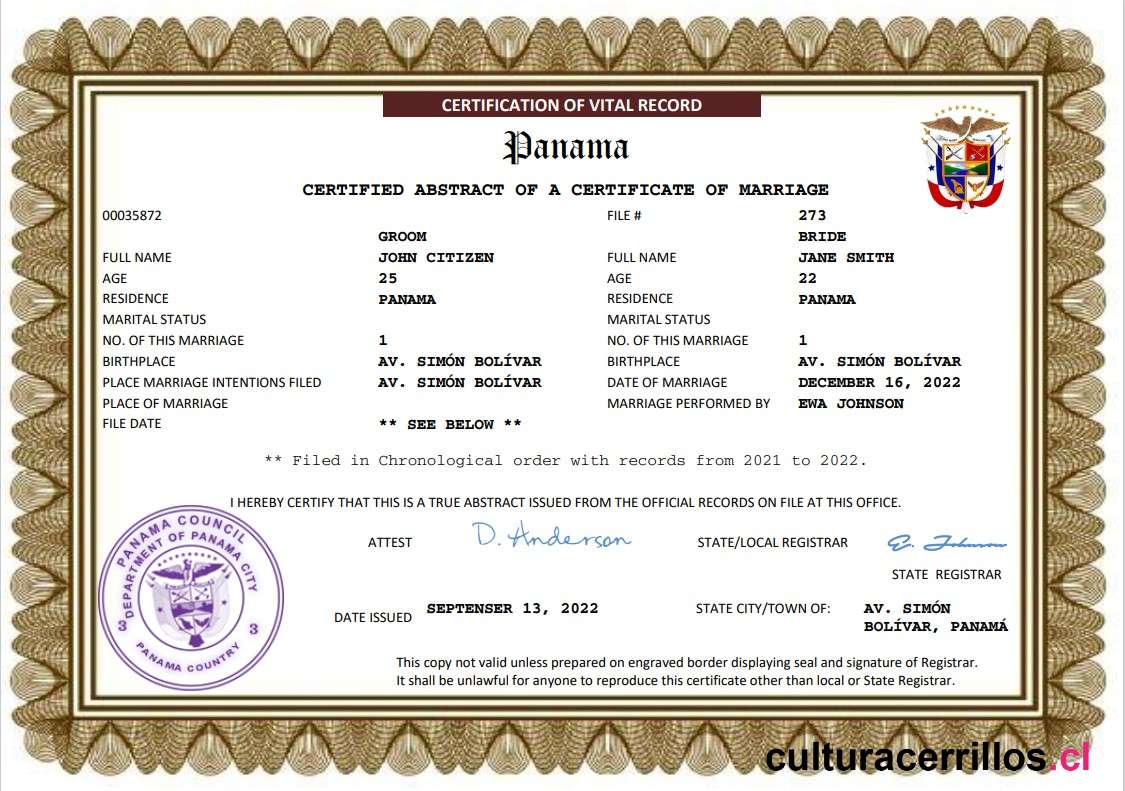 CERTIFICATION OF VITAL RECORD
Panama
CERTIFIED ABSTRACT OF A CERTIFICATE OF MARRIAGE
00035872 FILE # 273
GROOM BRIDE
FULL NAME JOHN CITIZEN FULL NAME JANE SMITH
AGE 25 AGE 22
RESIDENCE PANAMA RESIDENCE PANAMA
MARITAL STATUS MARITAL STATUS
NO. OF THIS MARRIAGE 1 NO. OF THIS MARRIAGE 1
BIRTHPLACE AV. SIMÓN BOLÍVAR BIRTHPLACE AV. SIMÓN BOLÍVAR
PLACE MARRIAGE INTENTIONS FILED AV. SIMÓN BOLÍVAR DATE OF MARRIAGE DECEMBER 16, 2022
PLACE OF MARRIAGE MARRIAGE PERFORMED BY EWA JOHNSON
FILE DATE ** SEE BELOW **
** Filed in Chronological order with records from 2021 to 2022.
I HEREBY CERTIFY THAT THIS IS A TRUE ABSTRACT ISSUED FROM THE OFFICIAL RECORDS ON FILE AT THIS OFFICE.
PANAMA COUNCIL
DEPARTMENT OF PANAMA CITY
3 3
PANAMA COUNTRY
ATTEST D. Anderson STATE/LOCAL REGISTRAR E. Johnson
STATE REGISTRAR
DATE ISSUED SEPTENSER 13, 2022 STATE CITY/TOWN OF: AV. SIMÓN
BOLÍVAR, PANAMÁ
This copy not valid unless prepared on engraved border displaying seal and signature of Registrar.
It shall be unlawful for anyone to reproduce this certificate other than local or State Registrar.
culturacerrillos.cl